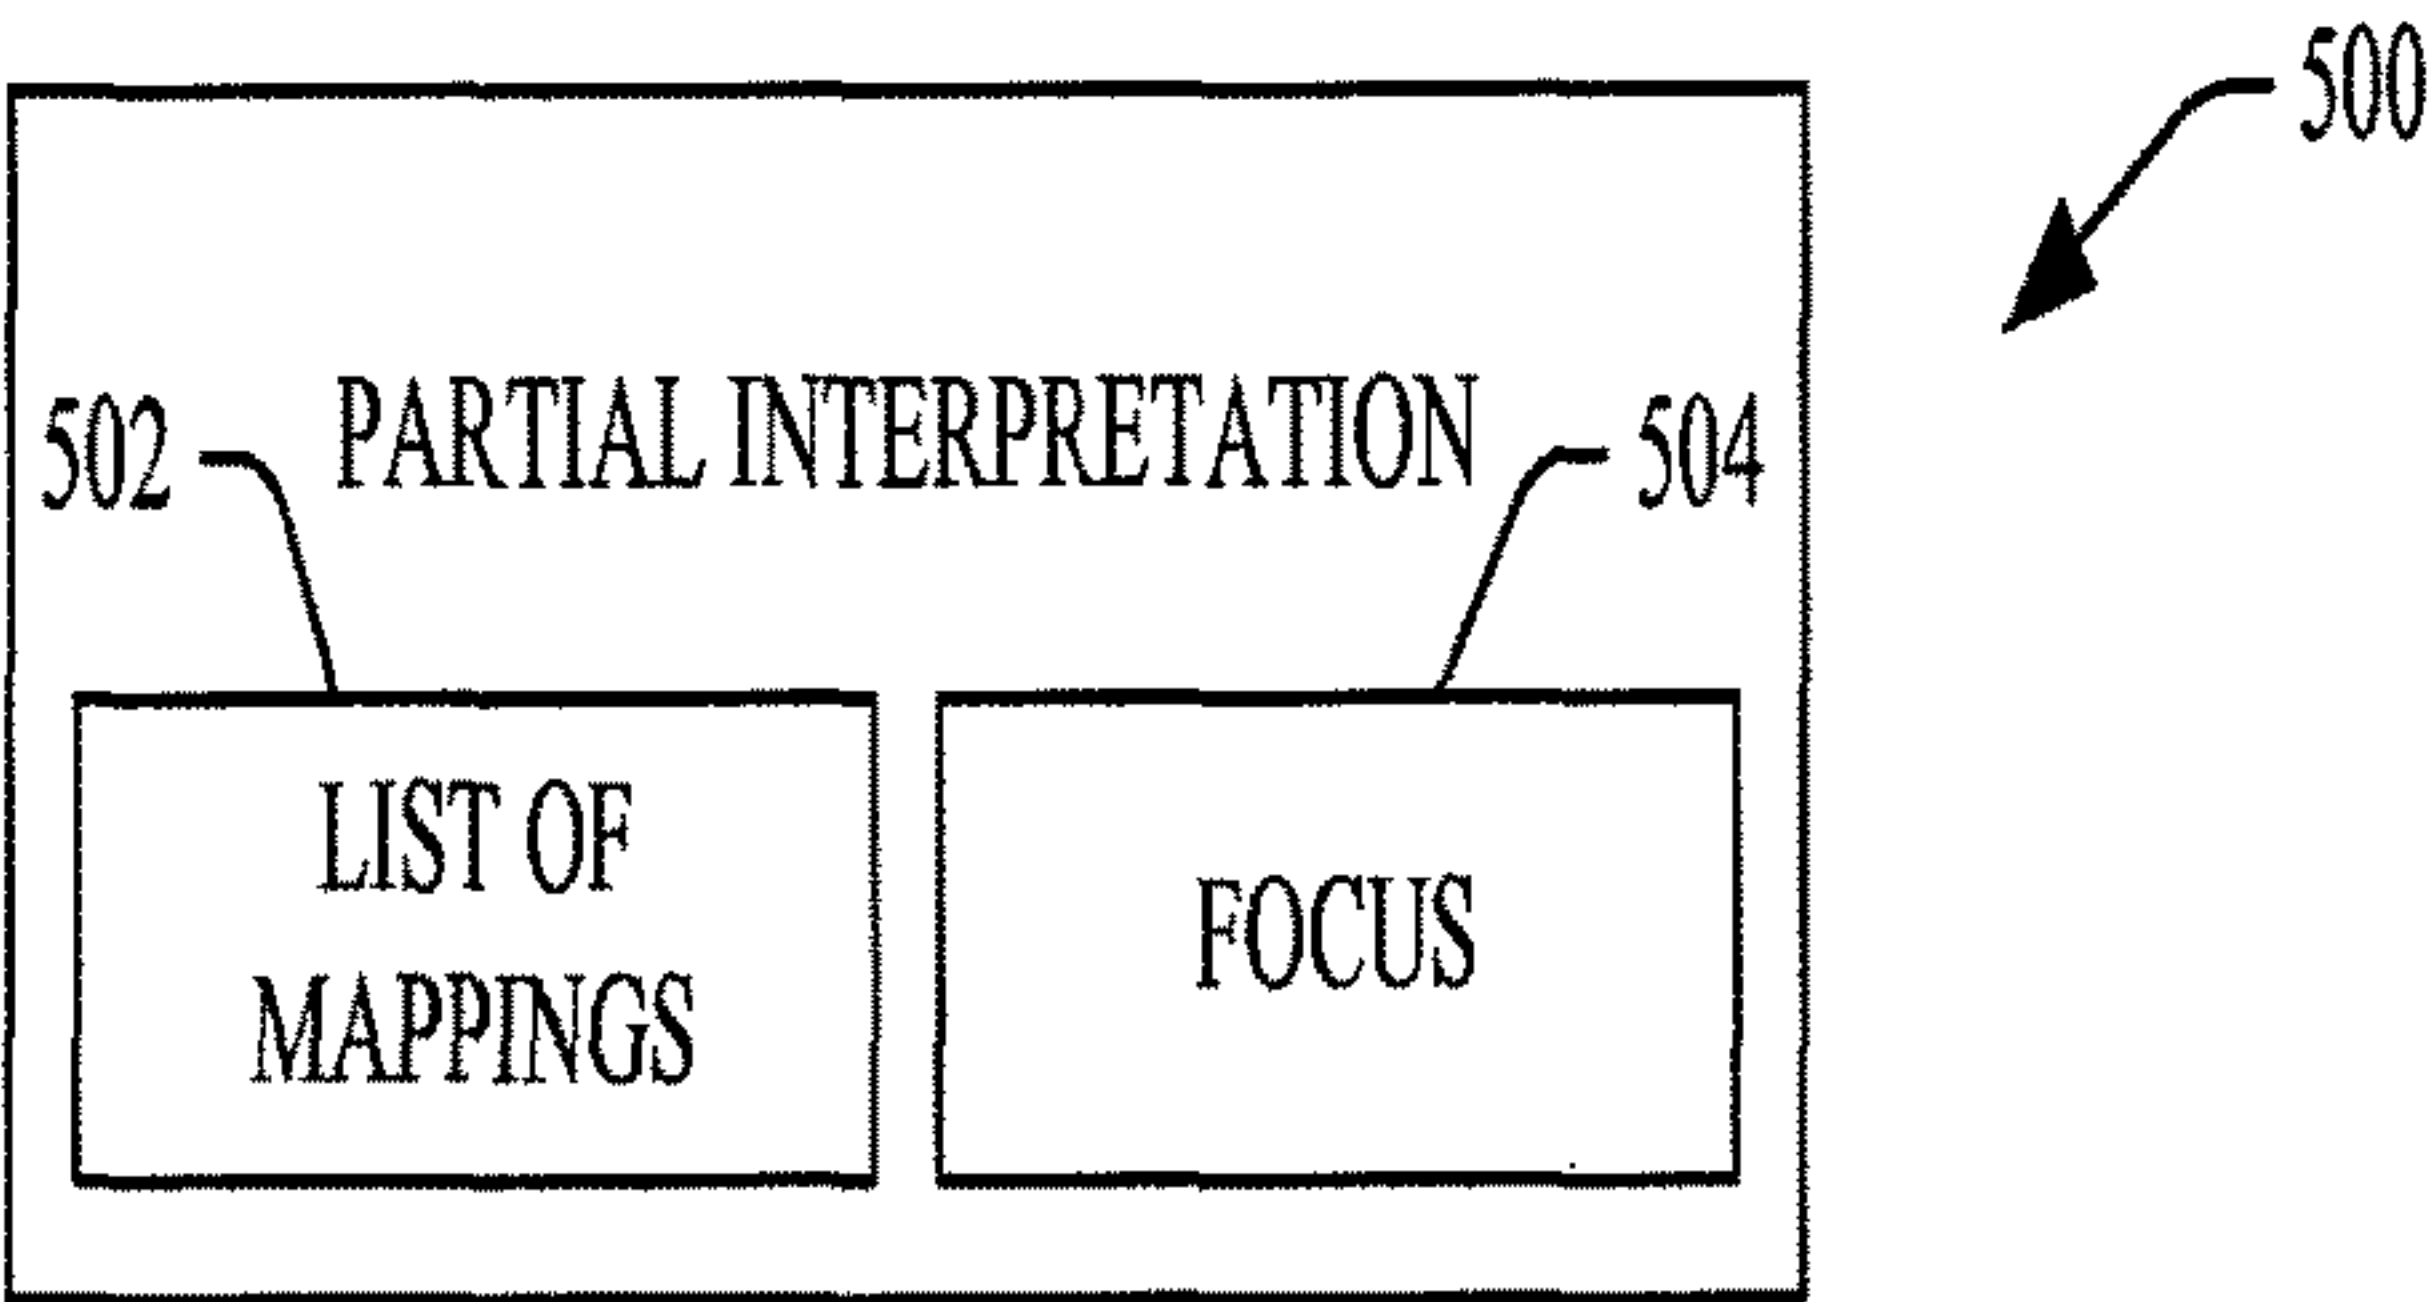 500
PARTIAL INTERPRETATION
502
504
LIST OF
MAPPINGS
FOCUS